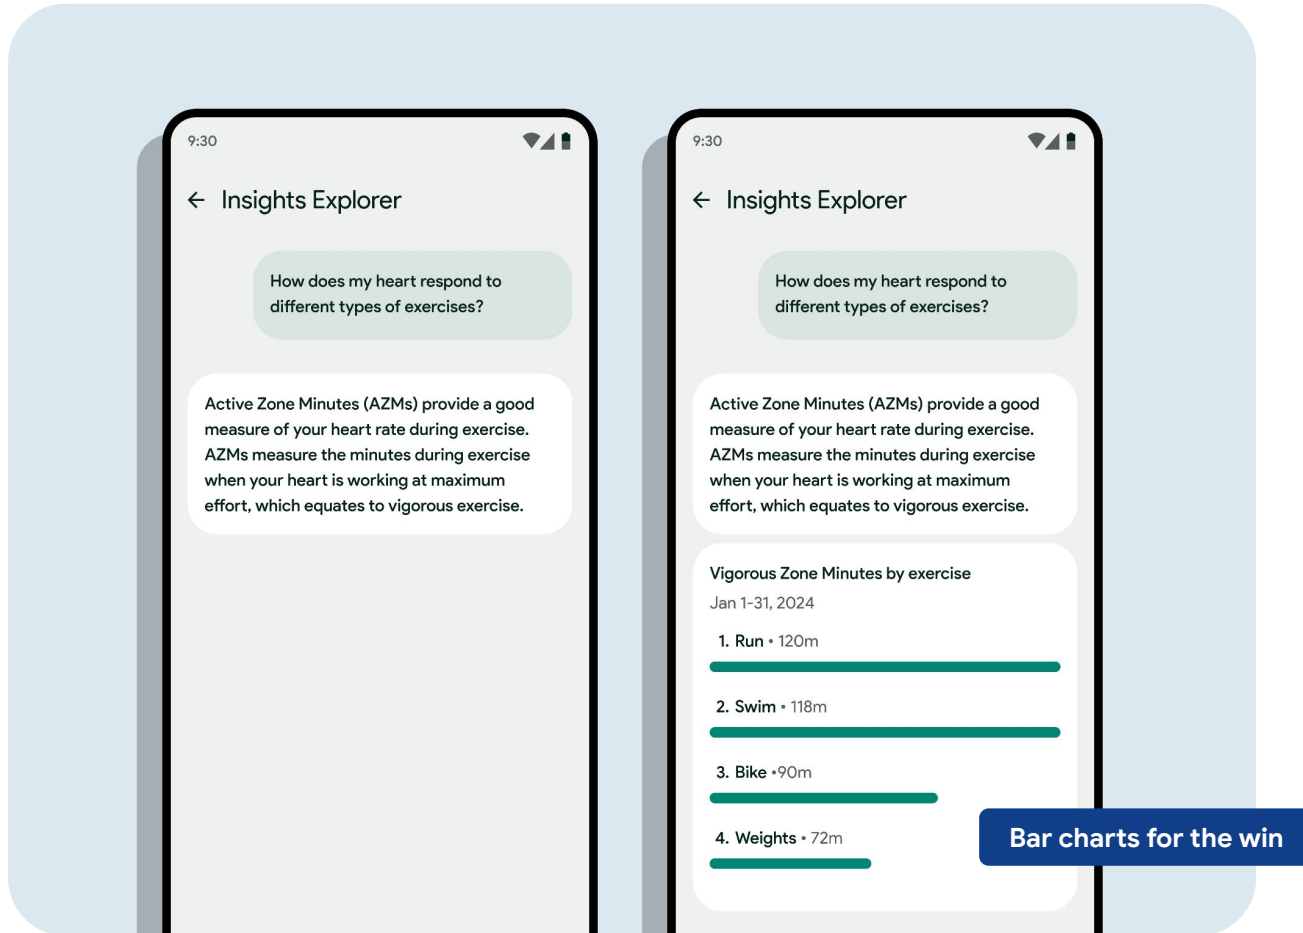 9:30
Insights Explorer
How does my heart respond to
different types of exercises?
Active Zone Minutes (AZMs) provide a good
measure of your heart rate during exercise.
AZMs measure the minutes during exercise
when your heart is working at maximum
effort, which equates to vigorous exercise.
9:30
Insights Explorer
How does my heart respond to
different types of exercises?
Active Zone Minutes (AZMs) provide a good
measure of your heart rate during exercise.
AZMs measure the minutes during exercise
when your heart is working at maximum
effort, which equates to vigorous exercise.
Vigorous Zone Minutes by exercise
Jan 1-31, 2024
1. Run • 120m
2. Swim • 118m
3. Bike •90m
4. Weights • 72m
Bar charts for the win